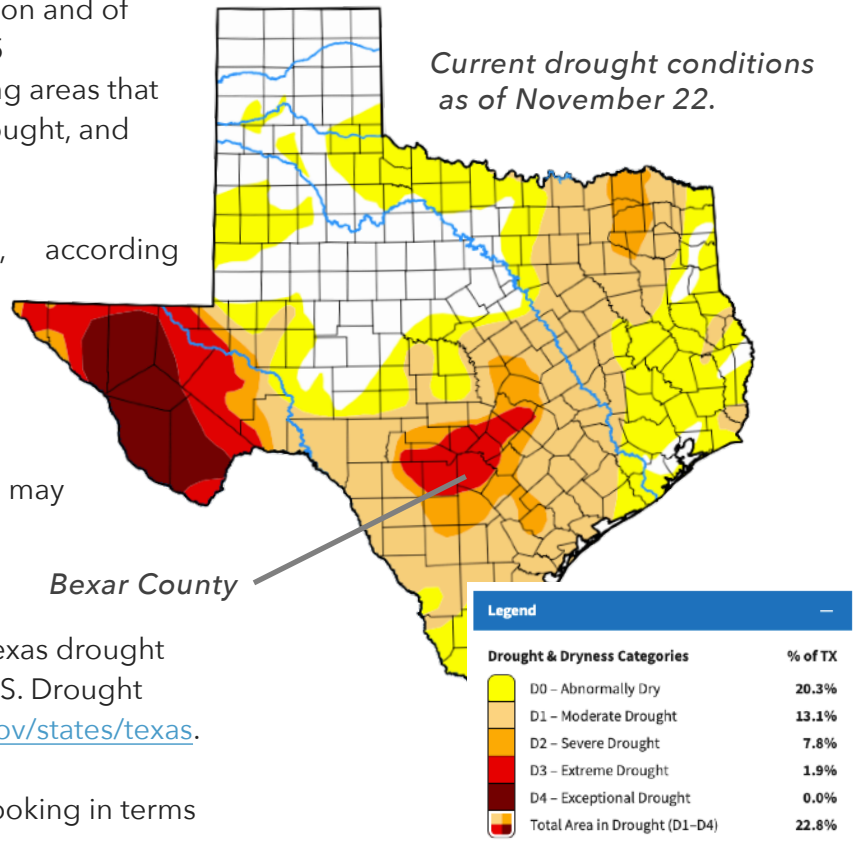 on and of
Current drought conditions
as of November 22.
g areas that
ought, and
, according
may
Bexar County
exas drought
S. Drought
ov/states/texas.
ooking in terms
Legend
Drought & Dryness Categories % of TX
D0 – Abnormally Dry 20.3%
D1 – Moderate Drought 13.1%
D2 – Severe Drought 7.8%
D3 – Extreme Drought 1.9%
D4 – Exceptional Drought 0.0%
Total Area in Drought (D1–D4) 22.8%